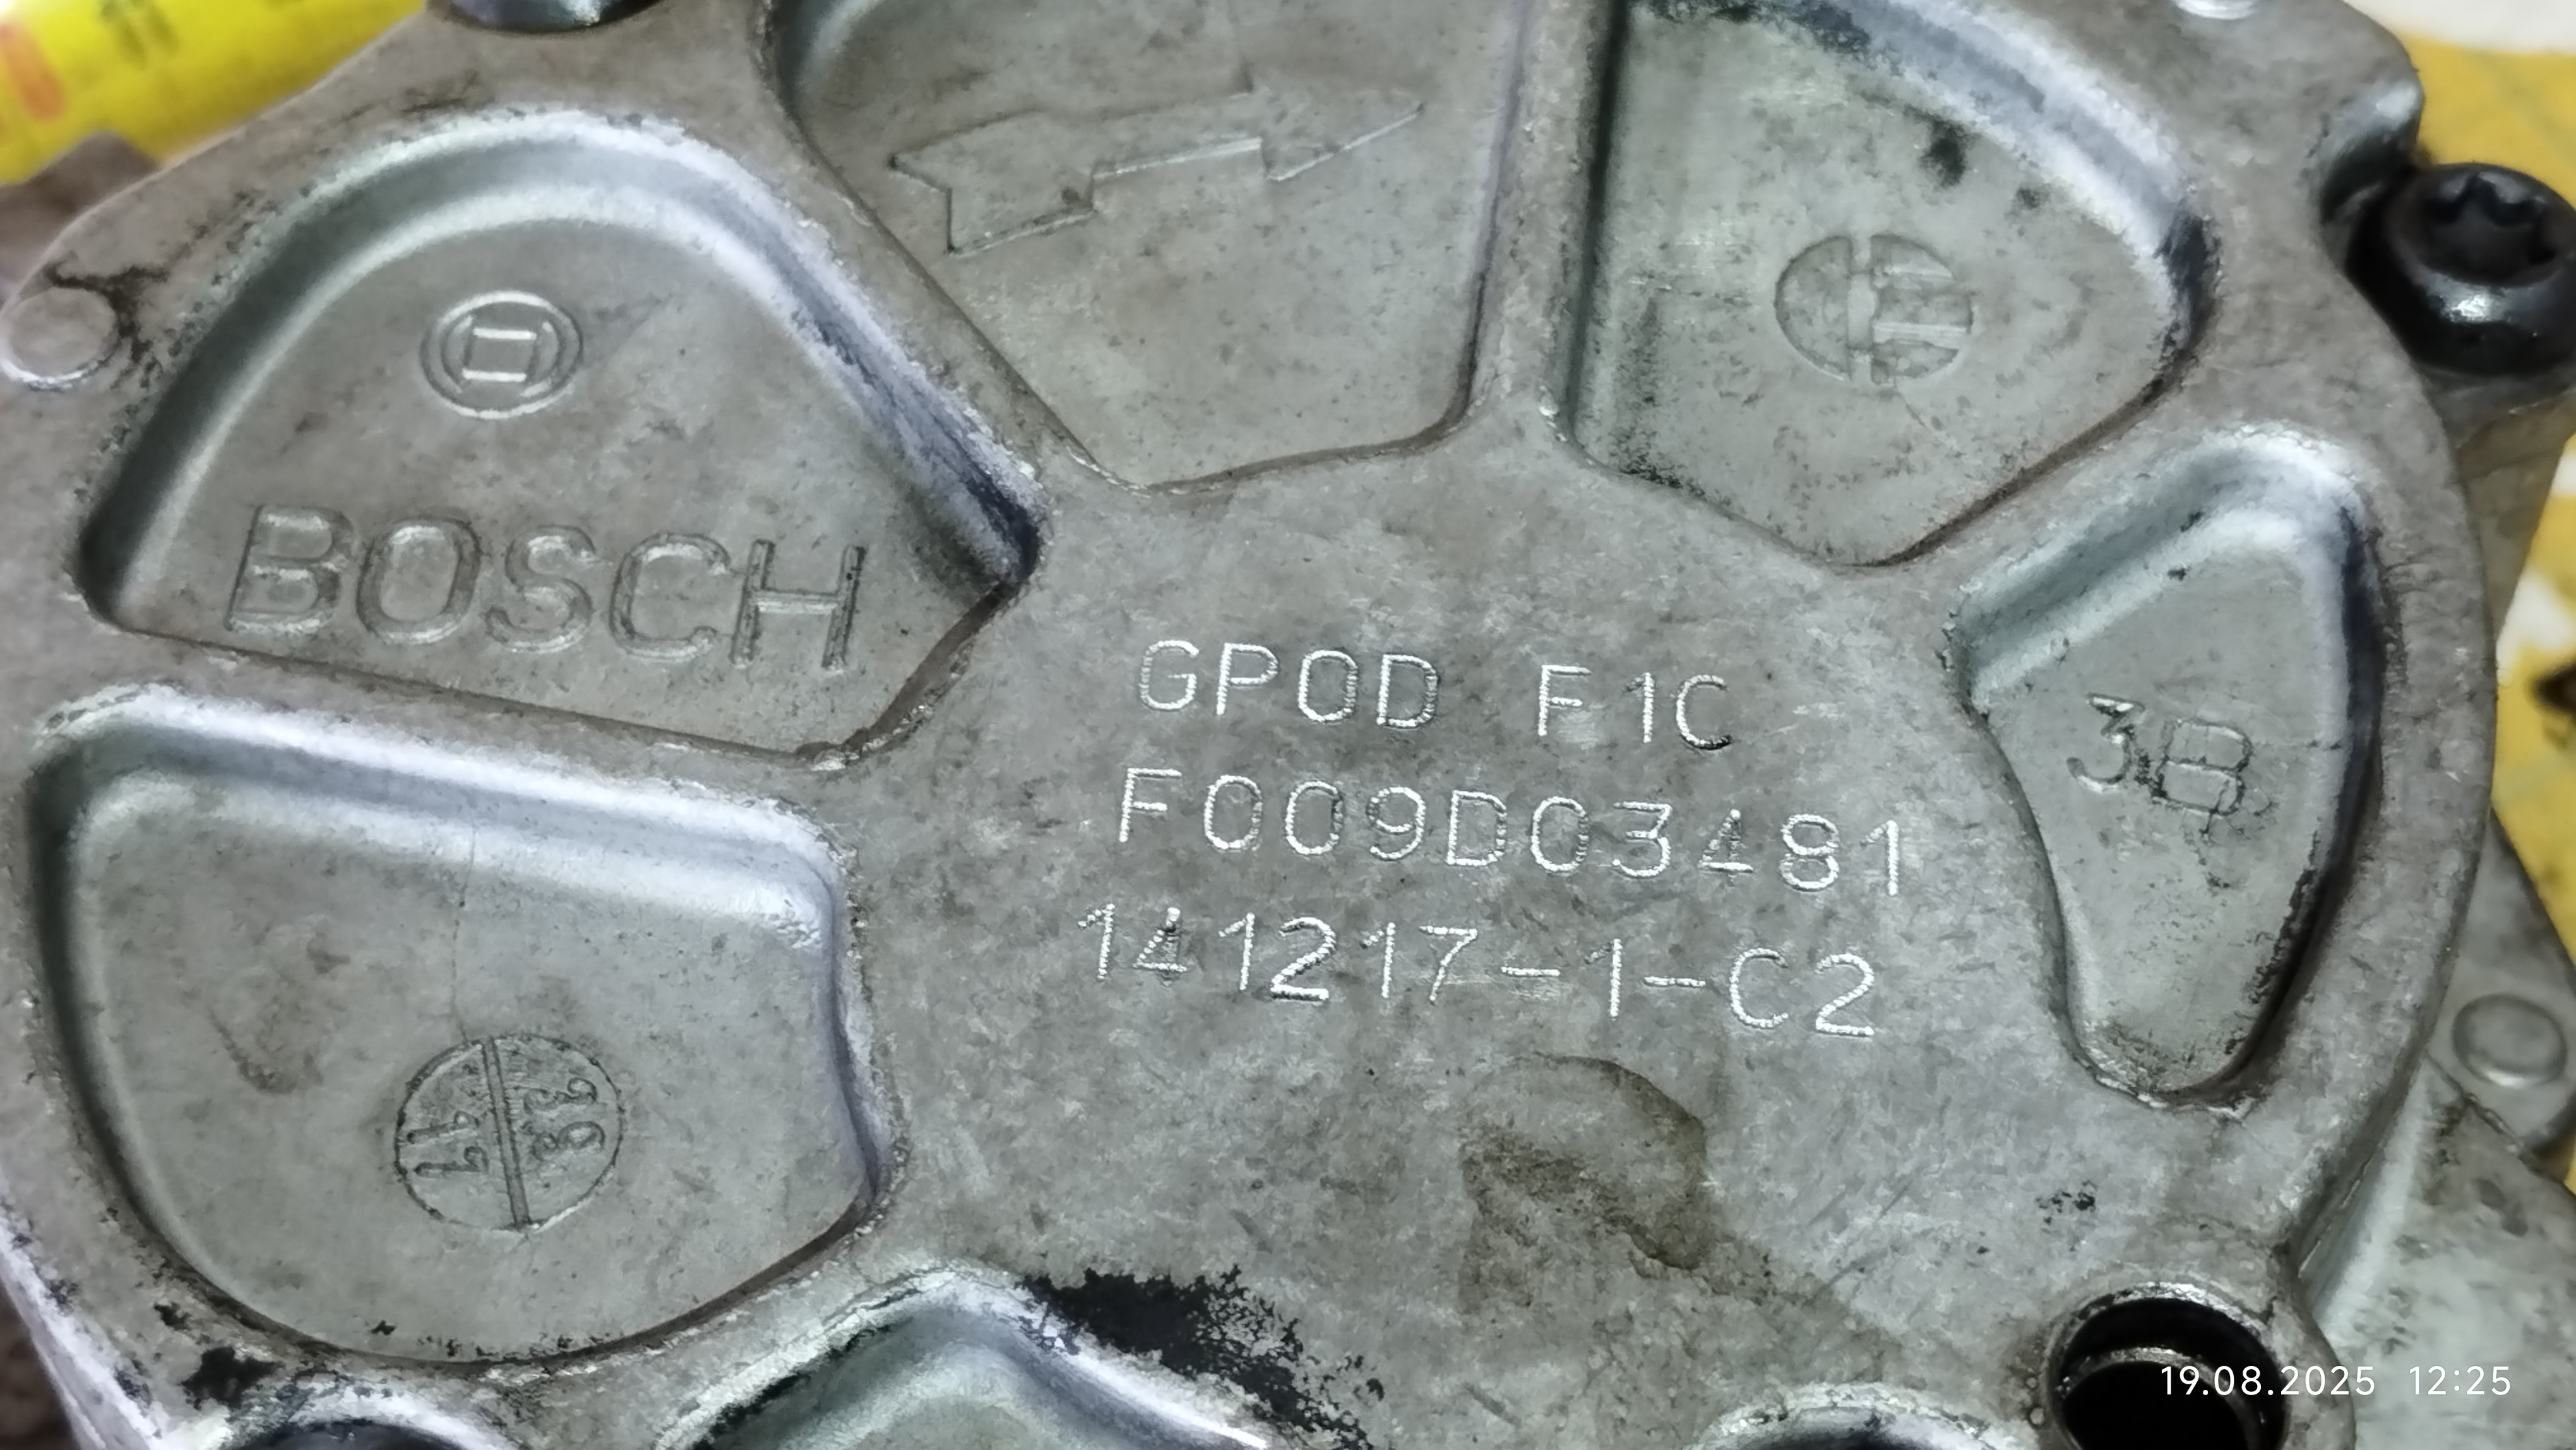 BOSCH
GPOD F1C
F009D03481
141217-1-C2
3B
19.08.2025 12:25